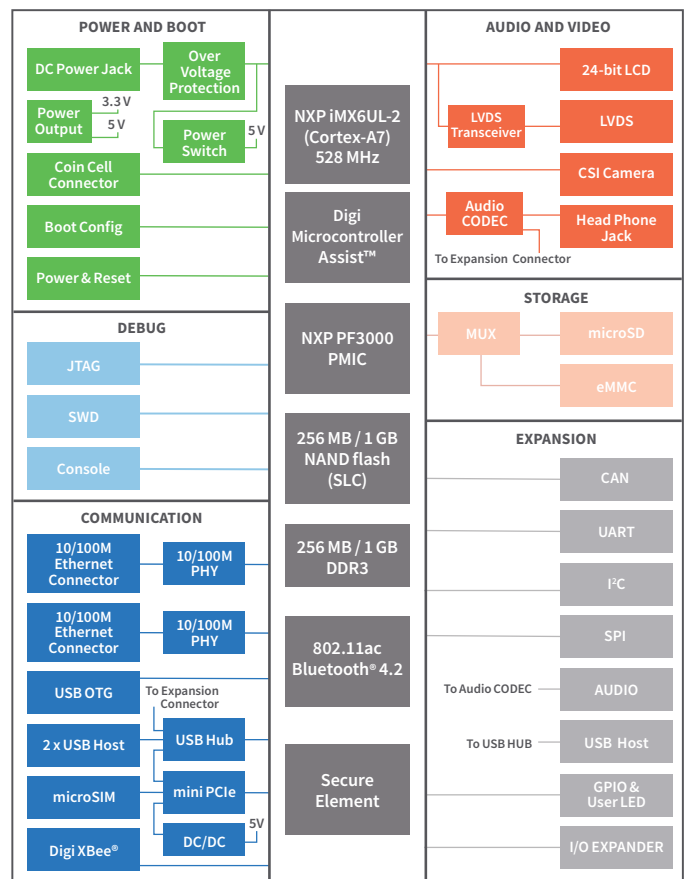 POWER AND BOOT
DC Power Jack
Over
Voltage
Protection
Power
Output
3.3 V
5 V
Power
Switch
5 V
Coin Cell
Connector
Boot Config
Power & Reset
DEBUG
JTAG
SWD
Console
COMMUNICATION
10/100M
Ethernet
Connector
10/100M
PHY
10/100M
Ethernet
Connector
10/100M
PHY
USB OTG
To Expansion
Connector
2 x USB Host
USB Hub
microSIM
mini PCIe
Digi XBee®
DC/DC
5V
NXP iMX6UL-2
(Cortex-A7)
528 MHz
Digi
Microcontroller
Assist™
NXP PF3000
PMIC
256 MB / 1 GB
NAND flash
(SLC)
256 MB / 1 GB
DDR3
802.11ac
Bluetooth® 4.2
Secure
Element
AUDIO AND VIDEO
24-bit LCD
LVDS
Transceiver
LVDS
CSI Camera
Audio
CODEC
Head Phone
Jack
To Expansion Connector
STORAGE
MUX
microSD
eMMC
EXPANSION
CAN
UART
I²C
SPI
To Audio CODEC
AUDIO
To USB HUB
USB Host
GPIO &
User LED
I/O EXPANDER